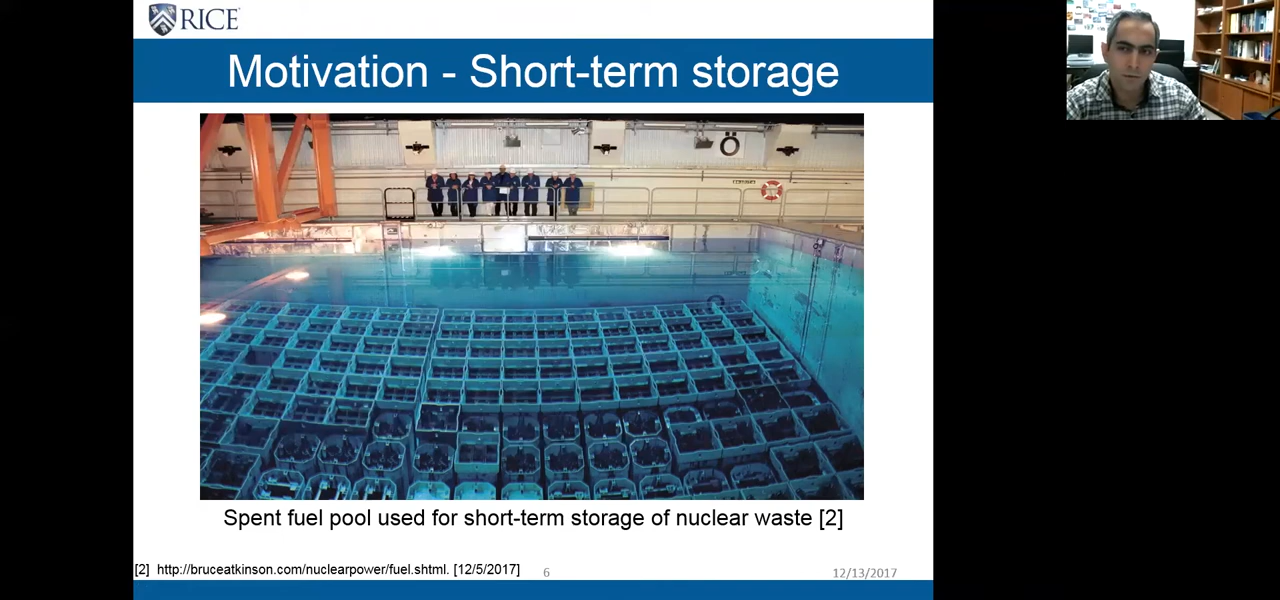 RICE
Motivation - Short-term storage
Spent fuel pool used for short-term storage of nuclear waste [2]
[2] http://bruceatkinson.com/nuclearpower/fuel.shtml. [12/5/2017]
6
12/13/2017